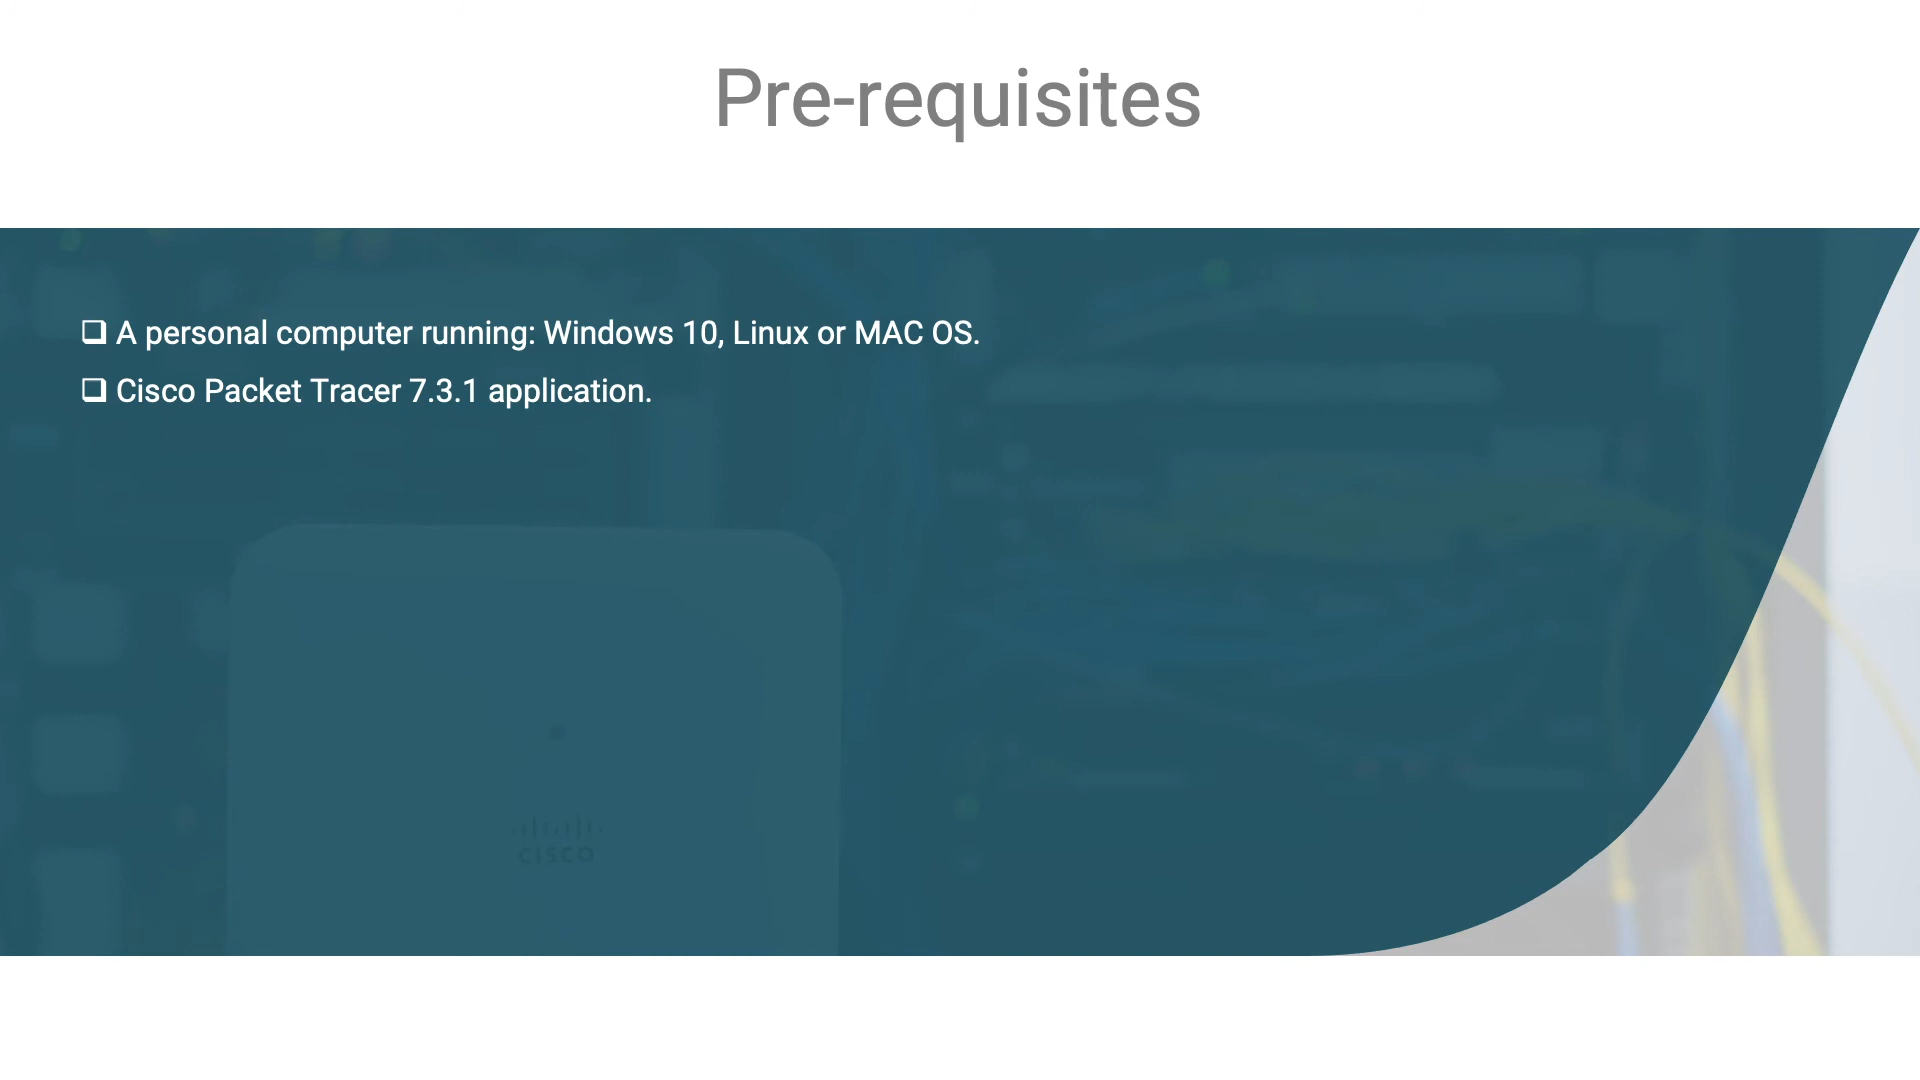 Pre-requisites
❑ A personal computer running: Windows 10, Linux or MAC OS.
❑ Cisco Packet Tracer 7.3.1 application.
CISCO